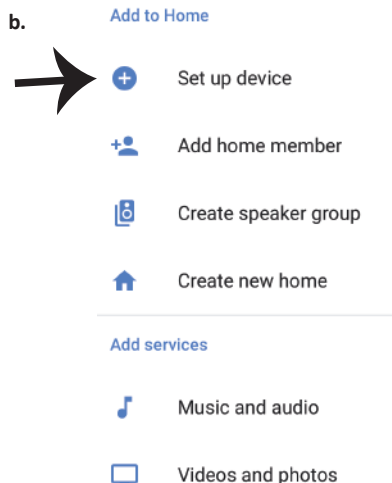 b.
Add to Home
Set up device
Add home member
Create speaker group
Create new home
Add services
Music and audio
Videos and photos